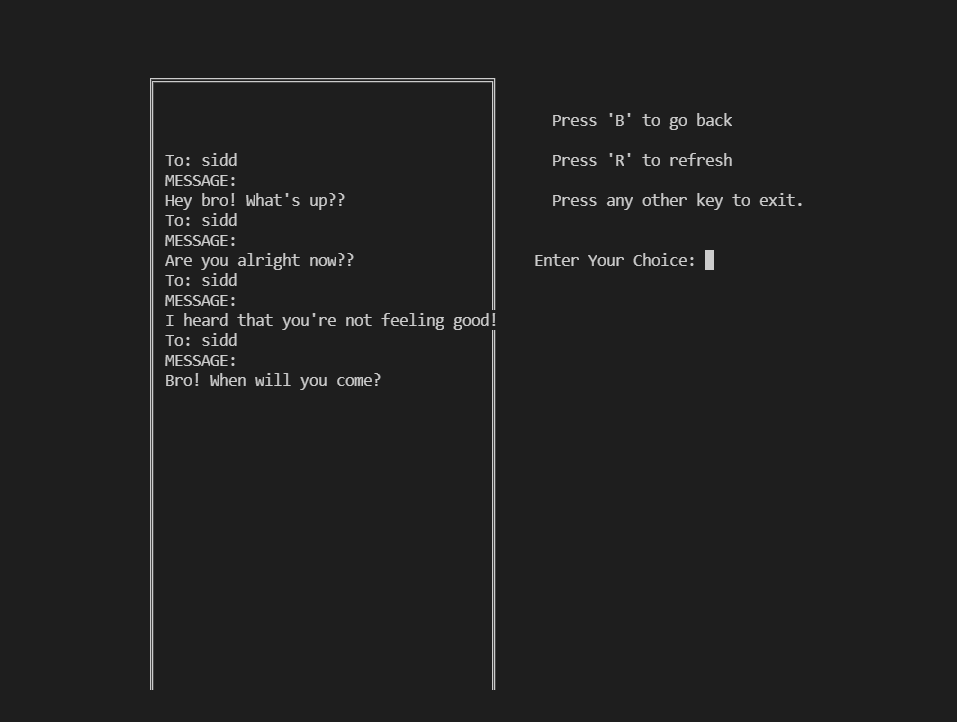 To: sidd
MESSAGE:
Hey bro! What's up??
To: sidd
MESSAGE:
Are you alright now??
To: sidd
MESSAGE:
I heard that you're not feeling good!
To: sidd
MESSAGE:
Bro! When will you come?
Press 'B' to go back
Press 'R' to refresh
Press any other key to exit.
Enter Your Choice: